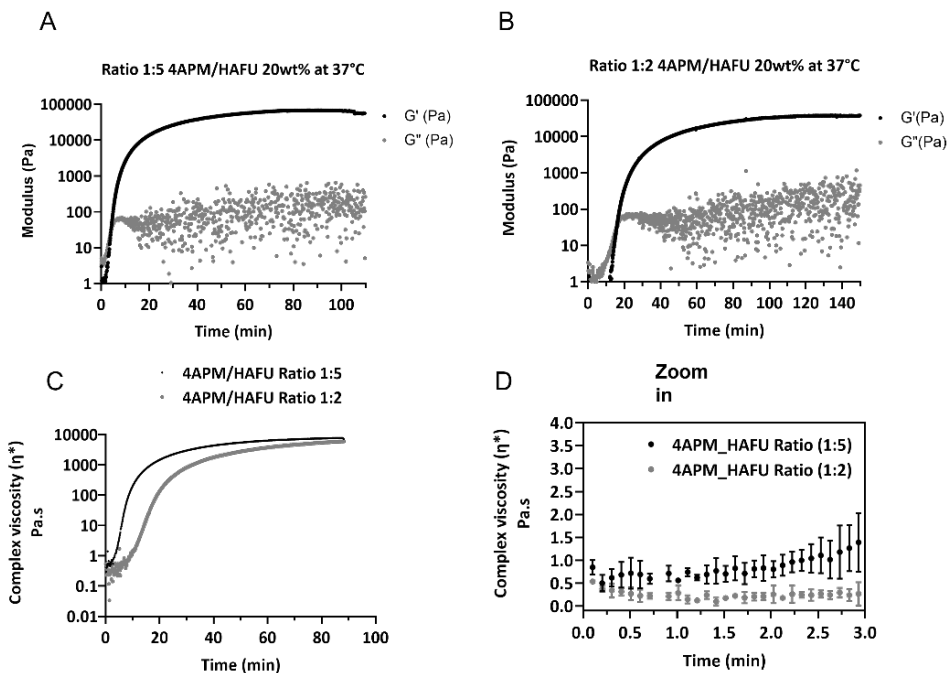 A
Ratio 1:5 4APM/HAFU 20wt% at 37°C
100000
10000
1000
100
10
1
Modulus (Pa)
0 20 40 60 80 100
Time (min)
G' (Pa)
G" (Pa)
B
Ratio 1:2 4APM/HAFU 20wt% at 37°C
100000
10000
1000
100
10
1
Modulus (Pa)
0 20 40 60 80 100 120 140
Time (min)
G'(Pa)
G"(Pa)
C
4APM/HAFU Ratio 1:5
4APM/HAFU Ratio 1:2
10000
1000
100
10
1
0.1
0.01
Complex viscosity (η*)
Pa.s
0 20 40 60 80 100
Time (min)
D
Zoom
in
4.0
3.5
3.0
2.5
2.0
1.5
1.0
0.5
0.0
Complex viscosity (η*)
Pa.s
4APM_HAFU Ratio (1:5)
4APM_HAFU Ratio (1:2)
0.0 0.5 1.0 1.5 2.0 2.5 3.0
Time (min)